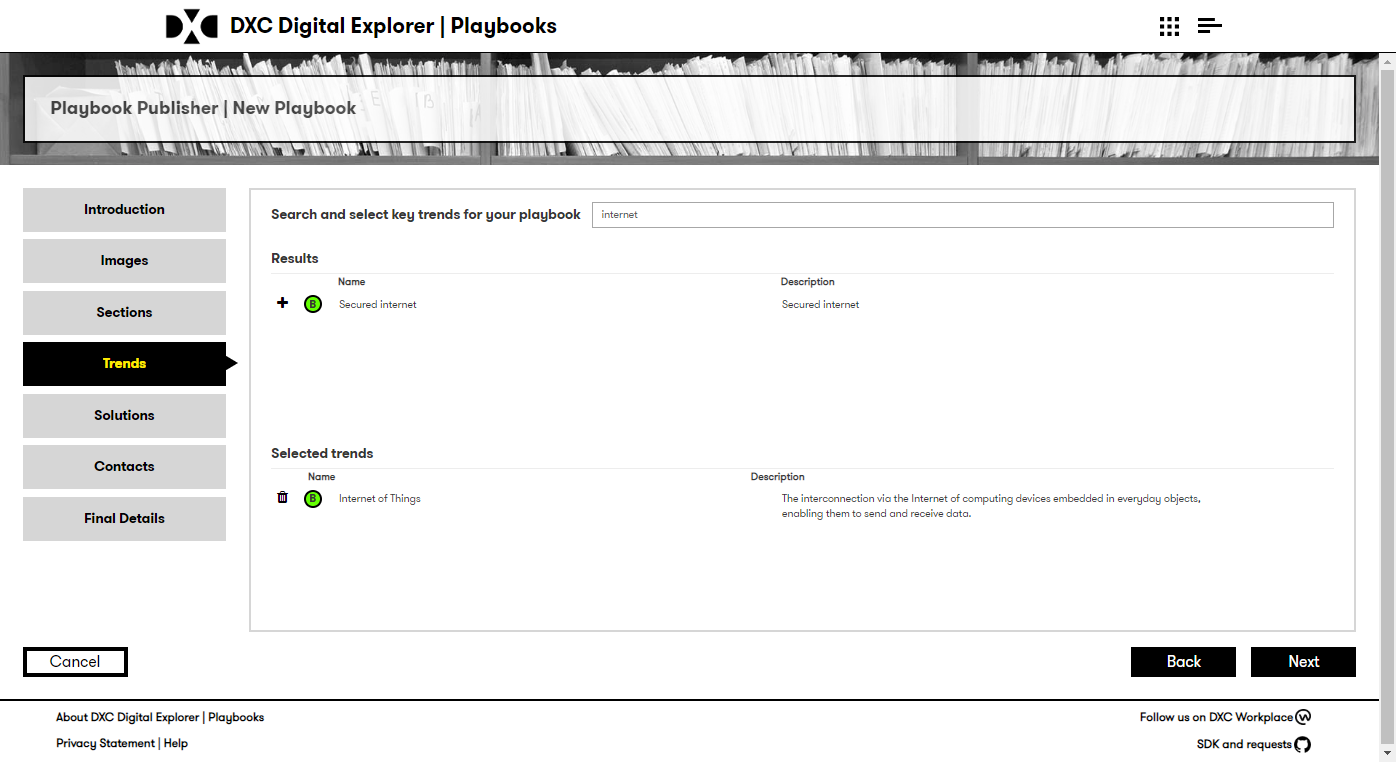 DXC DXC Digital Explorer | Playbooks
Playbook Publisher | New Playbook
Introduction
Images
Sections
Trends
Solutions
Contacts
Final Details
Search and select key trends for your playbook internet
Results
Name Description
B Secured internet Secured internet
Selected trends
Name Description
B Internet of Things The interconnection via the Internet of computing devices embedded in everyday objects,
enabling them to send and receive data.
Cancel Back Next
About DXC Digital Explorer | Playbooks Follow us on DXC Workplace
Privacy Statement | Help SDK and requests